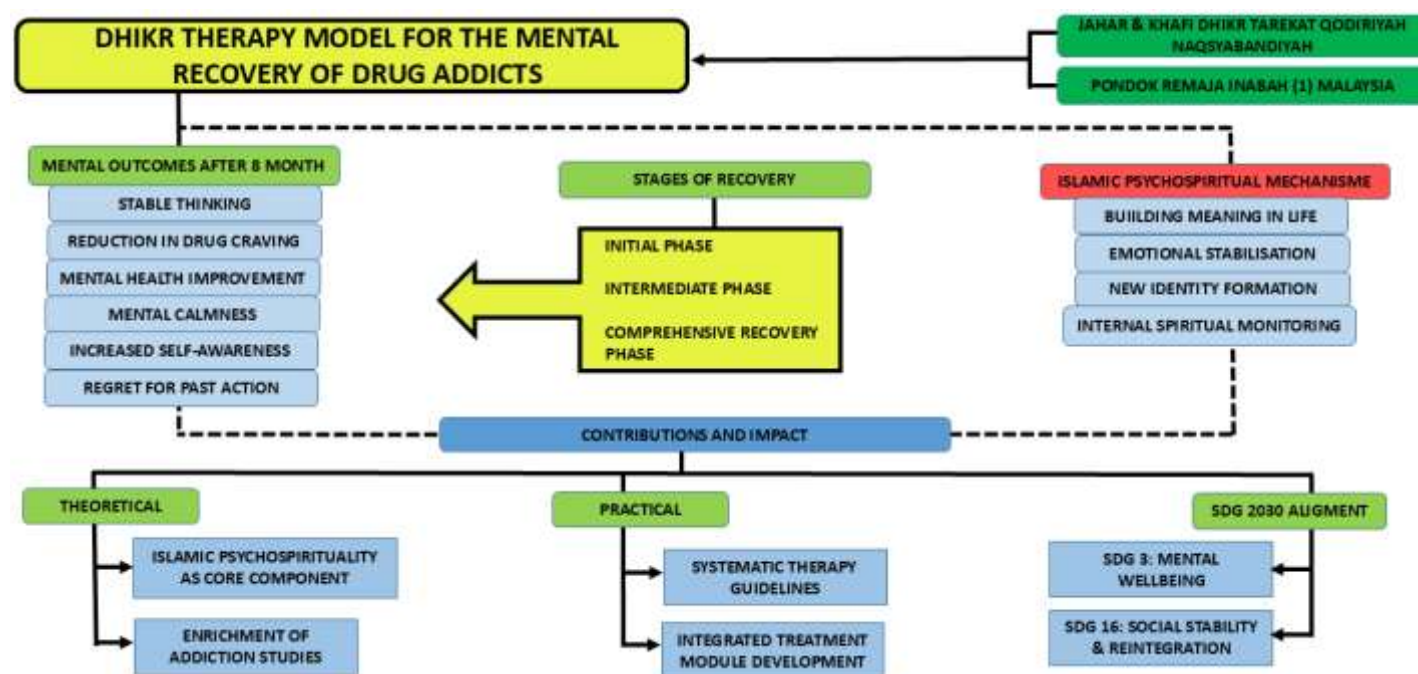 DHIKR THERAPY MODEL FOR THE MENTAL
RECOVERY OF DRUG ADDICTS
JAHAR & KHAFI DHIKR TAREKAT QODIRIYAH
NAQSYABANDIYAH
PONDOK REMAJA INABAH (1) MALAYSIA
MENTAL OUTCOMES AFTER 8 MONTH
STABLE THINKING
REDUCTION IN DRUG CRAVING
MENTAL HEALTH IMPROVEMENT
MENTAL CALMNESS
INCREASED SELF-AWARENESS
REGRET FOR PAST ACTION
STAGES OF RECOVERY
INITIAL PHASE
INTERMEDIATE PHASE
COMPREHENSIVE RECOVERY
PHASE
ISLAMIC PSYCHOSPIRITUAL MECHANISME
BUIILDING MEANING IN LIFE
EMOTIONAL STABILISATION
NEW IDENTITY FORMATION
INTERNAL SPIRITUAL MONITORING
CONTRIBUTIONS AND IMPACT
THEORETICAL
ISLAMIC PSYCHOSPIRITUALITY
AS CORE COMPONENT
ENRICHMENT OF
ADDICTION STUDIES
PRACTICAL
SYSTEMATIC THERAPY
GUIDELINES
INTEGRATED TREATMENT
MODULE DEVELOPMENT
SDG 2030 ALIGMENT
SDG 3: MENTAL
WELLBEING
SDG 16: SOCIAL STABILITY
& REINTEGRATION